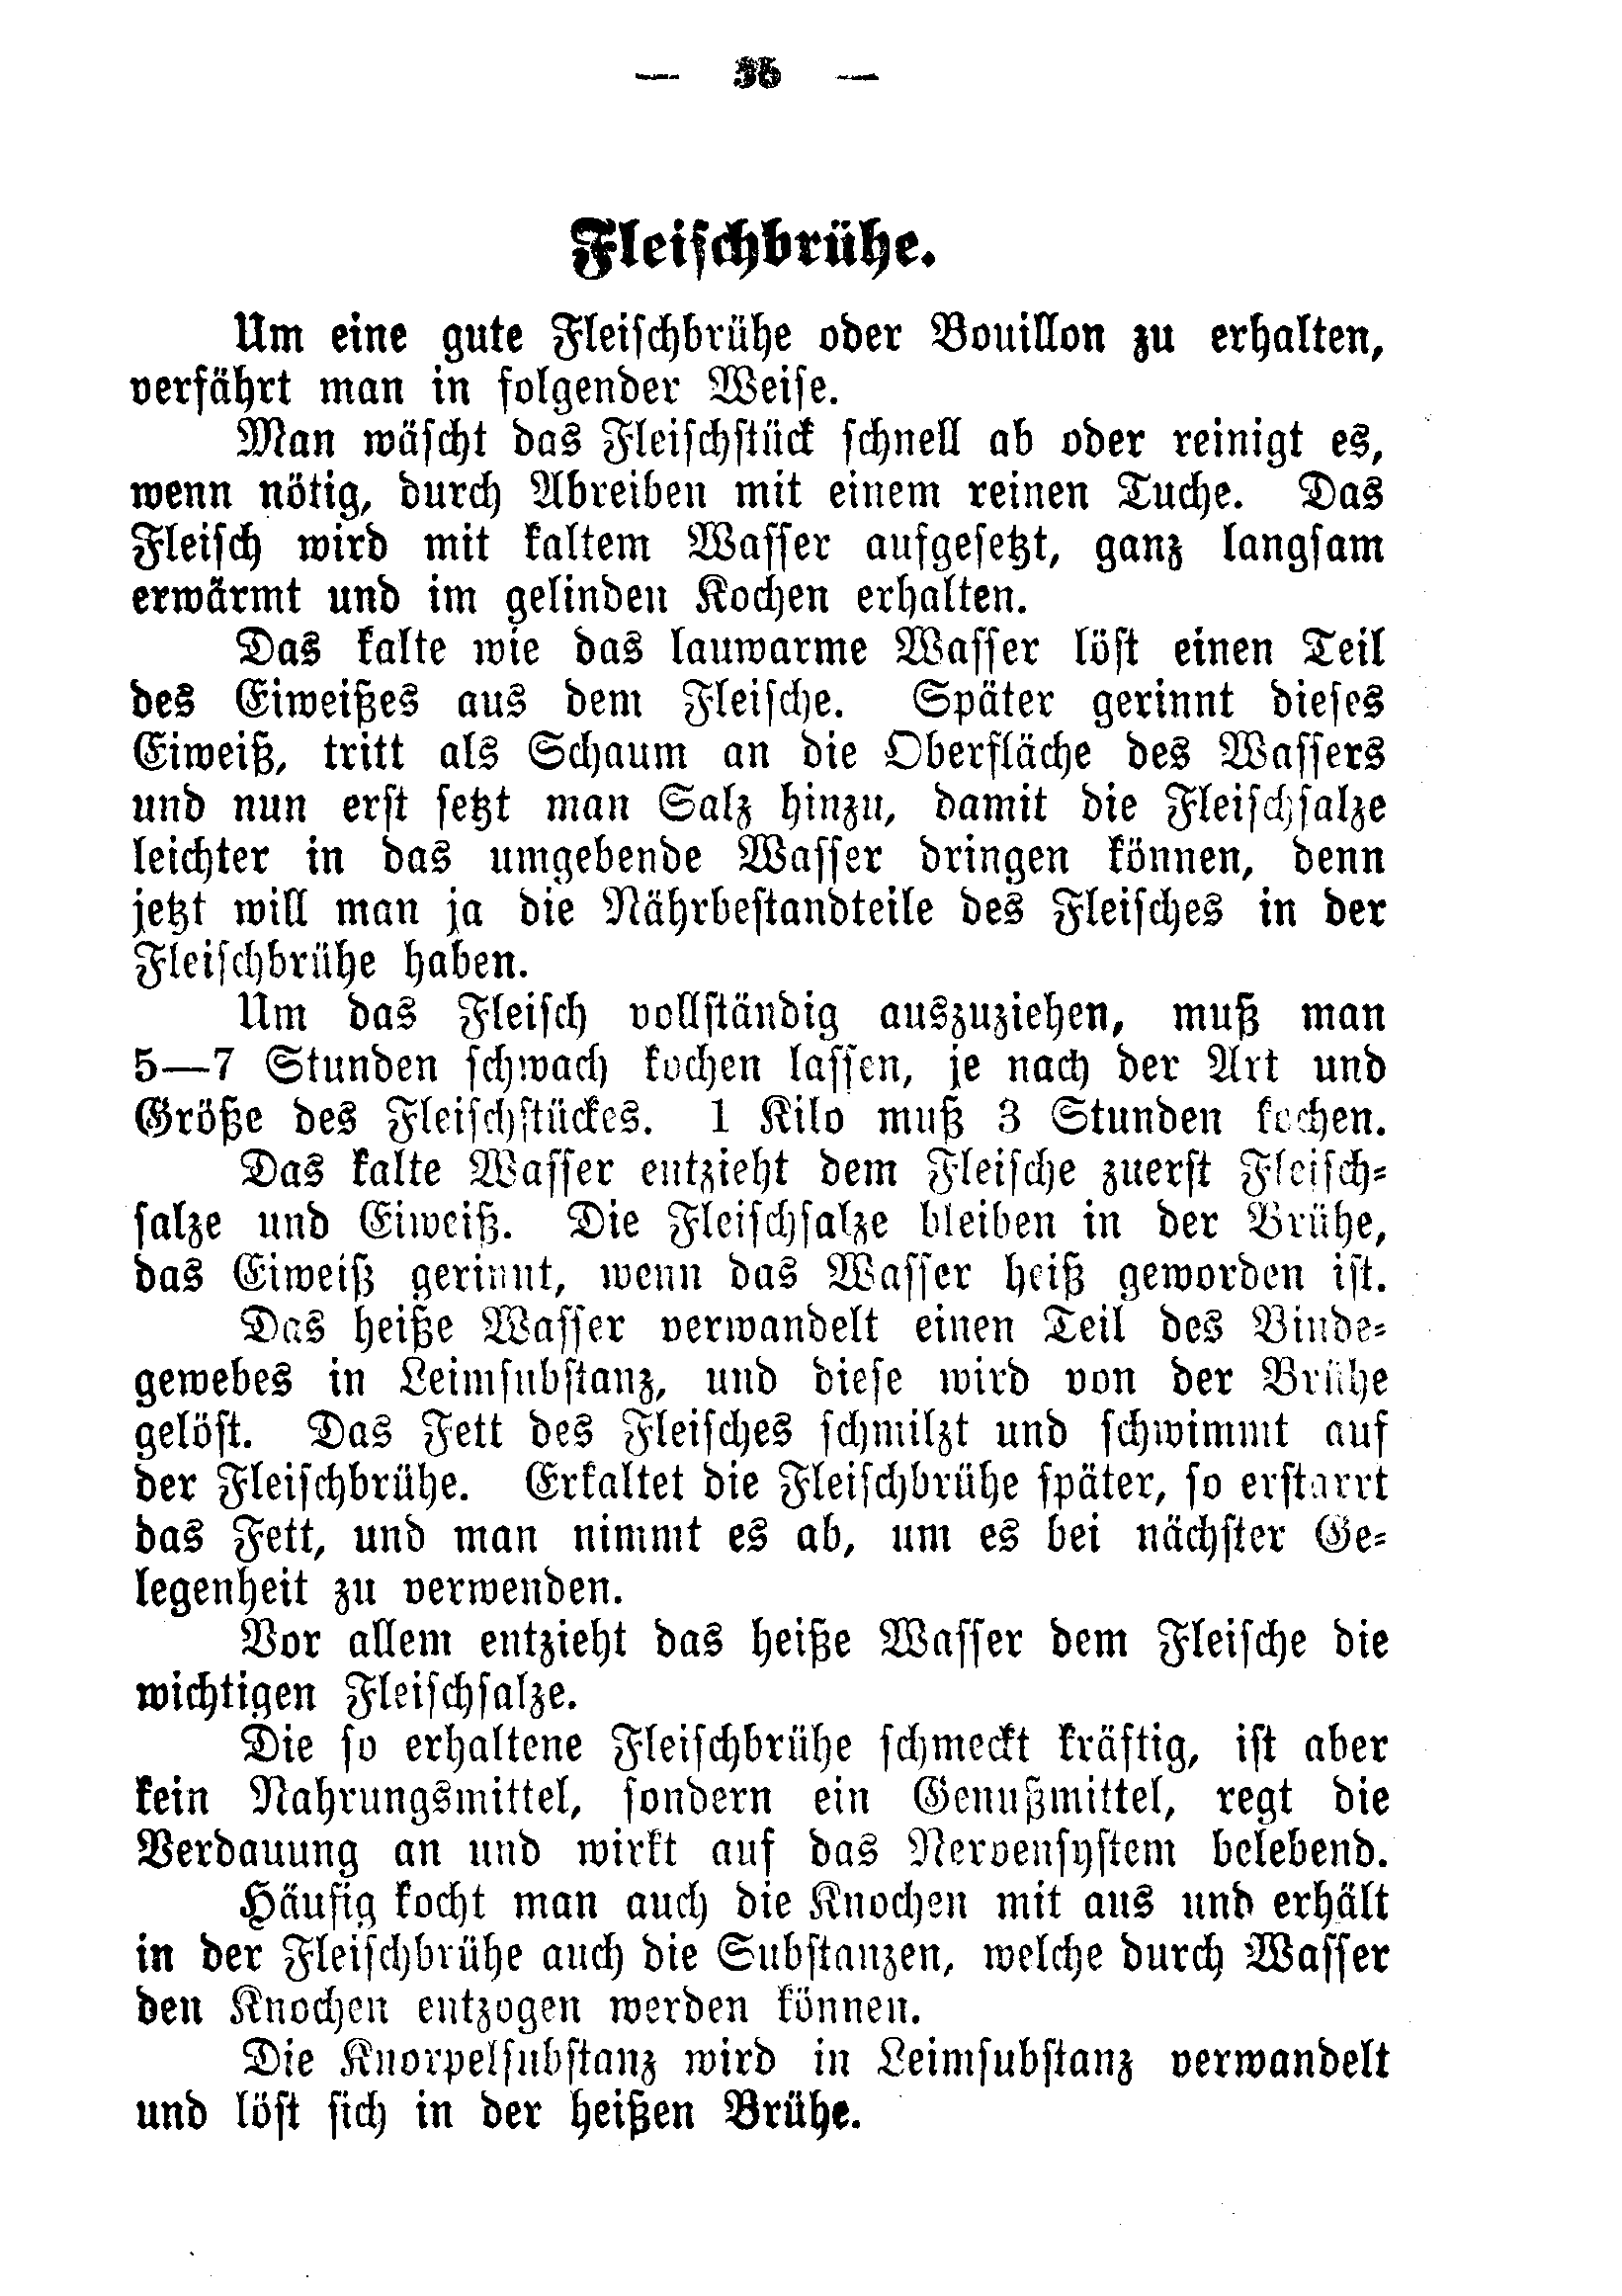 — 35 —
Fleischbrühe.
Um eine gute Fleischbrühe oder Bouillon zu erhalten,
verfährt man in folgender Weise.
Man wäscht das Fleischstück schnell ab oder reinigt es,
wenn nötig, durch Abreiben mit einem reinen Tuche. Das
Fleisch wird mit kaltem Wasser aufgesetzt, ganz langsam
erwärmt und im gelinden Kochen erhalten.
Das kalte wie das lauwarme Wasser löst einen Teil
des Eiweißes aus dem Fleische. Später gerinnt dieses
Eiweiß, tritt als Schaum an die Oberfläche des Wassers
und nun erst setzt man Salz hinzu, damit die Fleischsalze
leichter in das umgebende Wasser dringen können, denn
jetzt will man ja die Nährbestandteile des Fleisches in der
Fleischbrühe haben.
Um das Fleisch vollständig auszuziehen, muß man
5—7 Stunden schwach kochen lassen, je nach der Art und
Größe des Fleischstückes. 1 Kilo muß 3 Stunden kochen.
Das kalte Wasser entzieht dem Fleische zuerst Fleisch-
salze und Eiweiß. Die Fleischsalze bleiben in der Brühe,
das Eiweiß gerinnt, wenn das Wasser heiß geworden ist.
Das heiße Wasser verwandelt einen Teil des Binde-
gewebes in Leimsubstanz, und diese wird von der Brühe
gelöst. Das Fett des Fleisches schmilzt und schwimmt auf
der Fleischbrühe. Erkaltet die Fleischbrühe später, so erstarrt
das Fett, und man nimmt es ab, um es bei nächster Ge-
legenheit zu verwenden.
Vor allem entzieht das heiße Wasser dem Fleische die
wichtigen Fleischsalze.
Die so erhaltene Fleischbrühe schmeckt kräftig, ist aber
kein Nahrungsmittel, sondern ein Genußmittel, regt die
Verdauung an und wirkt auf das Nervensystem belebend.
Häufig kocht man auch die Knochen mit aus und erhält
in der Fleischbrühe auch die Substanzen, welche durch Wasser
den Knochen entzogen werden können.
Die Knorpelsubstanz wird in Leimsubstanz verwandelt
und löst sich in der heißen Brühe.